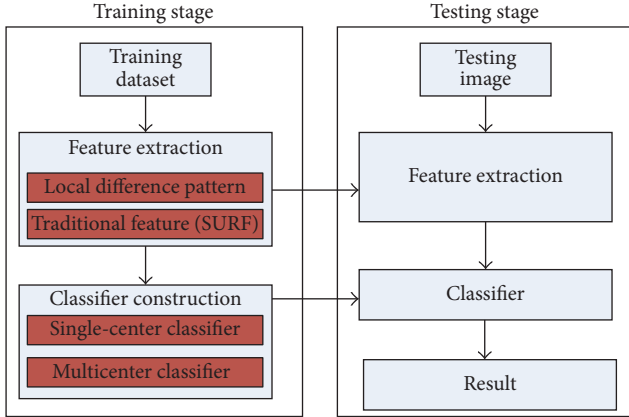 Training stage
Training
dataset
Feature extraction
Local difference pattern
Traditional feature (SURF)
Classifier construction
Single-center classifier
Multicenter classifier
Testing stage
Testing
image
Feature extraction
Classifier
Result